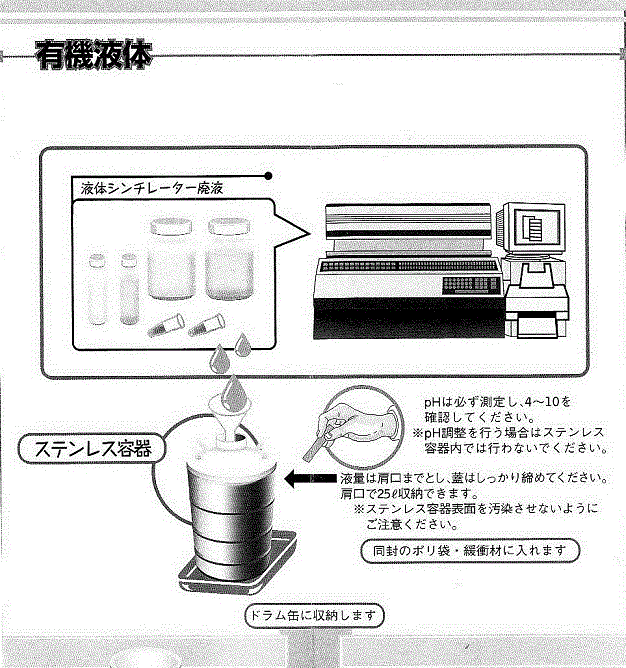 有機液体
液体シンチレーター廃液
pHは必ず測定し、4～10を
確認してください。
※pH調整を行う場合はステンレス
容器内では行わないでください。
ステンレス容器
液量は肩口までとし、蓋はしっかり締めてください。
肩口で25ℓ収納できます。
※ステンレス容器表面を汚染させないように
ご注意ください。
同封のポリ袋・緩衝材に入れます
ドラム缶に収納します